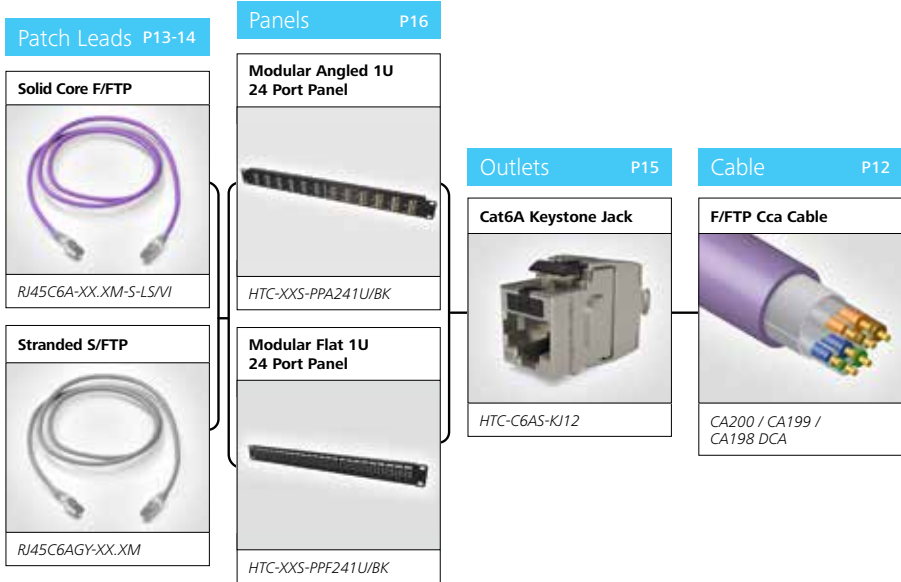 Patch Leads P13-14
Solid Core F/FTP
RJ45C6A-XX.XM-S-LS/VI
Stranded S/FTP
RJ45C6AGY-XX.XM
Panels P16
Modular Angled 1U
24 Port Panel
HTC-XXS-PPA241U/BK
Modular Flat 1U
24 Port Panel
HTC-XXS-PPF241U/BK
Outlets P15
Cat6A Keystone Jack
HTC-C6AS-KJ12
Cable P12
F/FTP Cca Cable
CA200 / CA199 /
CA198 DCA